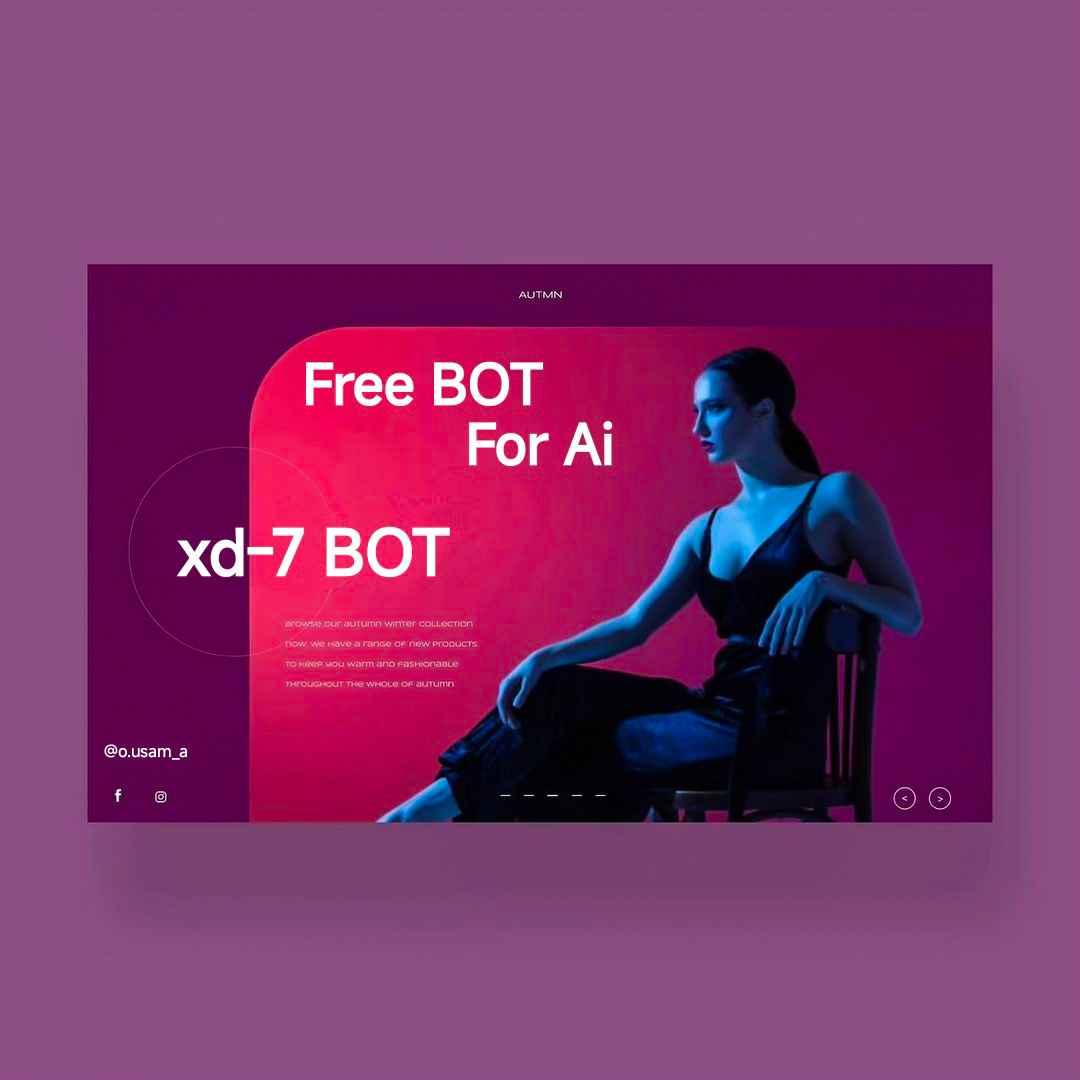 AUTMN
Free BOT
For Ai
xd-7 BOT
Browse our autumn winter collection
now. we have a range of new products
to keep you warm and fashionable
throughout the whole of autumn
@o.usam_a
f
< >